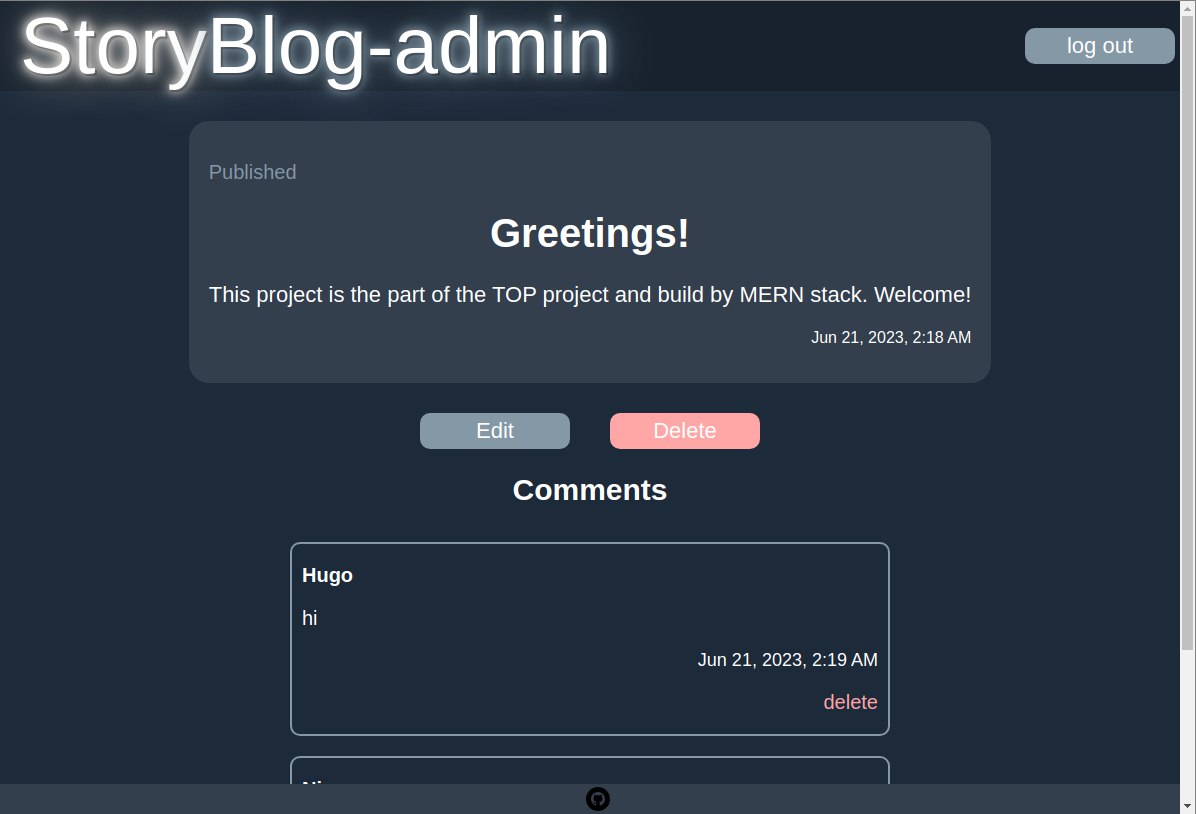 StoryBlog-admin
log out
Published
Greetings!
This project is the part of the TOP project and build by MERN stack. Welcome!
Jun 21, 2023, 2:18 AM
Edit
Delete
Comments
Hugo
hi
Jun 21, 2023, 2:19 AM
delete